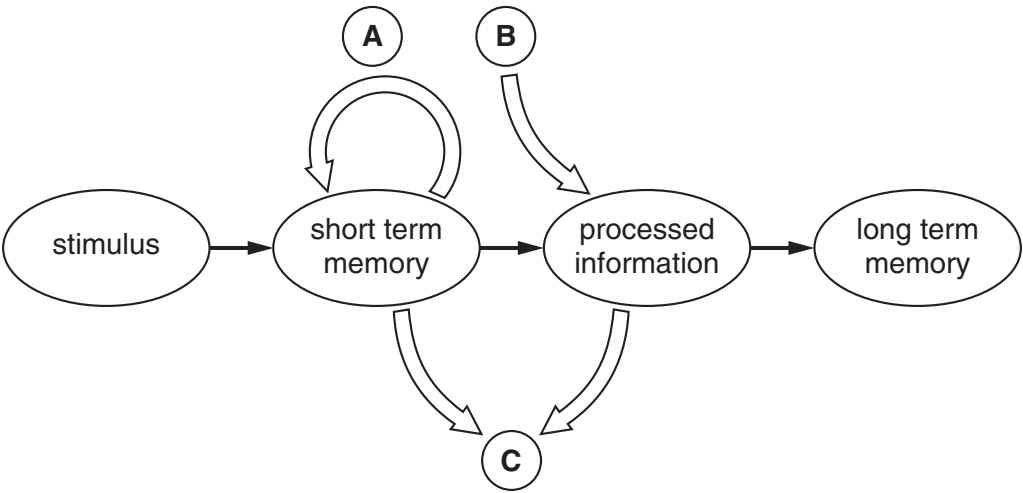 A
B
stimulus
short term
memory
processed
information
long term
memory
C